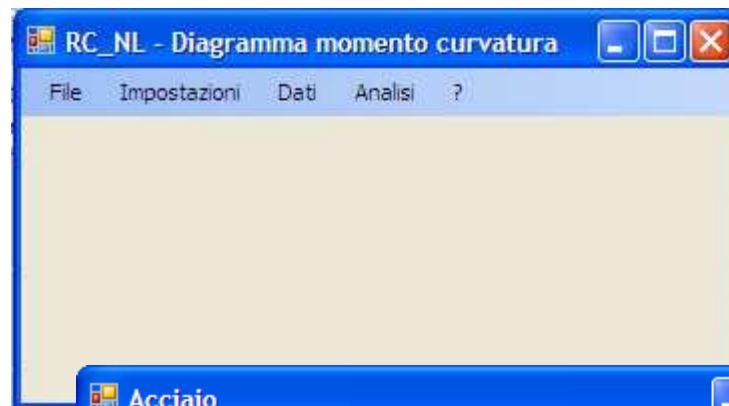 RC_NL - Diagramma momento curvatura
File Impostazioni Dati Analisi ?
Acciaio